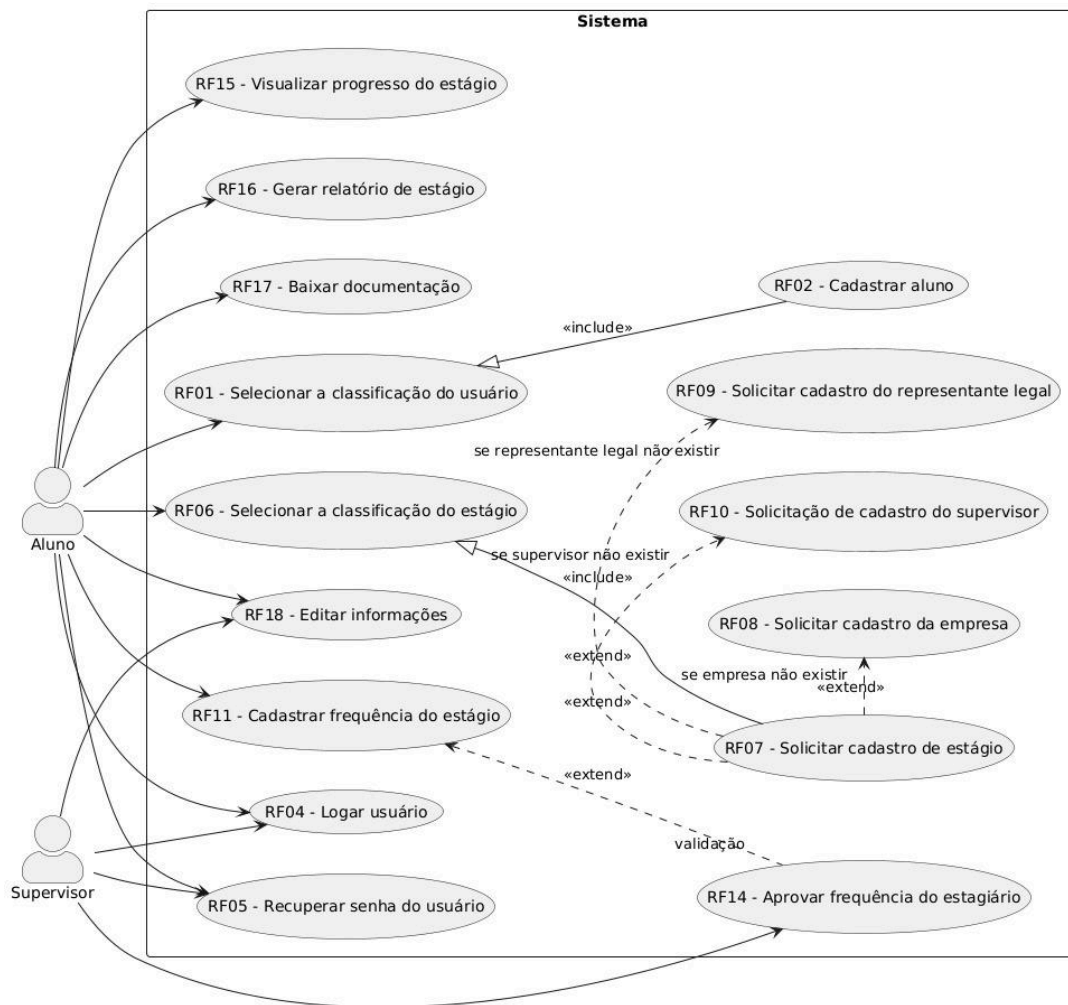 Sistema
RF15 - Visualizar progresso do estágio
RF16 - Gerar relatório de estágio
RF17 - Baixar documentação
RF02 - Cadastrar aluno
«include»
RF01 - Selecionar a classificação do usuário
RF09 - Solicitar cadastro do representante legal
se representante legal não existir
RF06 - Selecionar a classificação do estágio
RF10 - Solicitação de cadastro do supervisor
Aluno
se supervisor não existir
«include»
RF18 - Editar informações
RF08 - Solicitar cadastro da empresa
«extend»
se empresa não existir
«extend»
«extend»
RF11 - Cadastrar frequência do estágio
RF07 - Solicitar cadastro de estágio
«extend»
RF04 - Logar usuário
validação
Supervisor
RF05 - Recuperar senha do usuário
RF14 - Aprovar frequência do estagiário